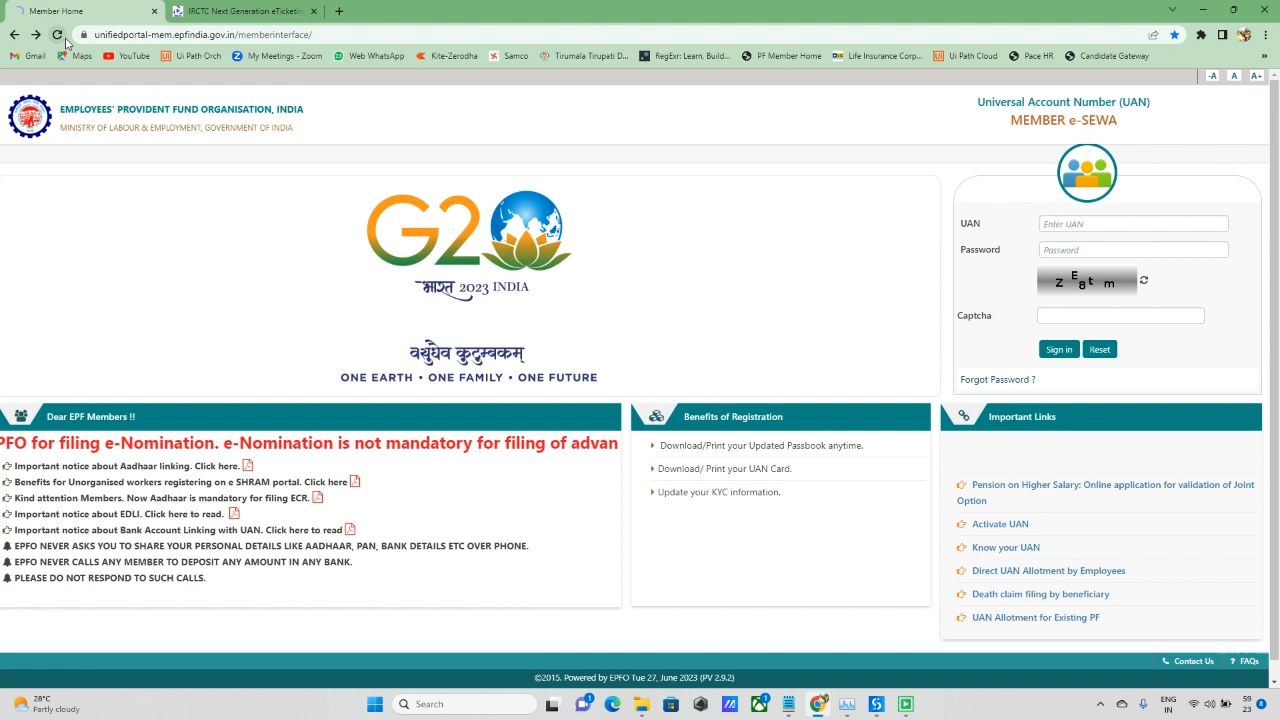 Member Home
IRCTC Next Generation eTicketing
unifiedportal-mem.epfindia.gov.in/memberinterface/
Gmail
Maps
YouTube
Ui Path Orch
My Meetings - Zoom
Web WhatsApp
Kite-Zerodha
Samco
Tirumala Tirupati D...
RegExr: Learn, Build...
PF Member Home
Life Insurance Corp...
Ui Path Cloud
Pace HR
Candidate Gateway
»
-A A A+
EMPLOYEES' PROVIDENT FUND ORGANISATION, INDIA
MINISTRY OF LABOUR & EMPLOYMENT, GOVERNMENT OF INDIA
Universal Account Number (UAN)
MEMBER e-SEWA
G20
भारत 2023 INDIA
वसुधैव कुटुम्बकम्
ONE EARTH • ONE FAMILY • ONE FUTURE
UAN
Enter UAN
Password
Password
Z E 8 t m
Captcha
Sign in
Reset
Forgot Password ?
Dear EPF Members !!
PFO for filing e-Nomination. e-Nomination is not mandatory for filing of advan
Important notice about Aadhaar linking. Click here.
Benefits for Unorganised workers registering on e SHRAM portal. Click here
Kind attention Members. Now Aadhar is mandatory for filing ECR.
Important notice about EDLI. Click here to read.
Important notice about Bank Account Linking with UAN. Click here to read
EPFO NEVER ASKS YOU TO SHARE YOUR PERSONAL DETAILS LIKE AADHAAR, PAN, BANK DETAILS ETC OVER PHONE.
EPFO NEVER CALLS ANY MEMBER TO DEPOSIT ANY AMOUNT IN ANY BANK.
PLEASE DO NOT RESPOND TO SUCH CALLS.
Benefits of Registration
Download/Print your Updated Passbook anytime.
Download/ Print your UAN Card.
Update your KYC information.
Important Links
Pension on Higher Salary: Online application for validation of Joint
Option
Activate UAN
Know your UAN
Direct UAN Allotment by Employees
Death claim filing by beneficiary
UAN Allotment for Existing PF
Contact Us
? FAQs
©2015. Powered by EPFO Tue 27, June 2023 (PV 2.9.2)
28°C
Partly cloudy
Search
1
1
ENG
IN
59
23
8